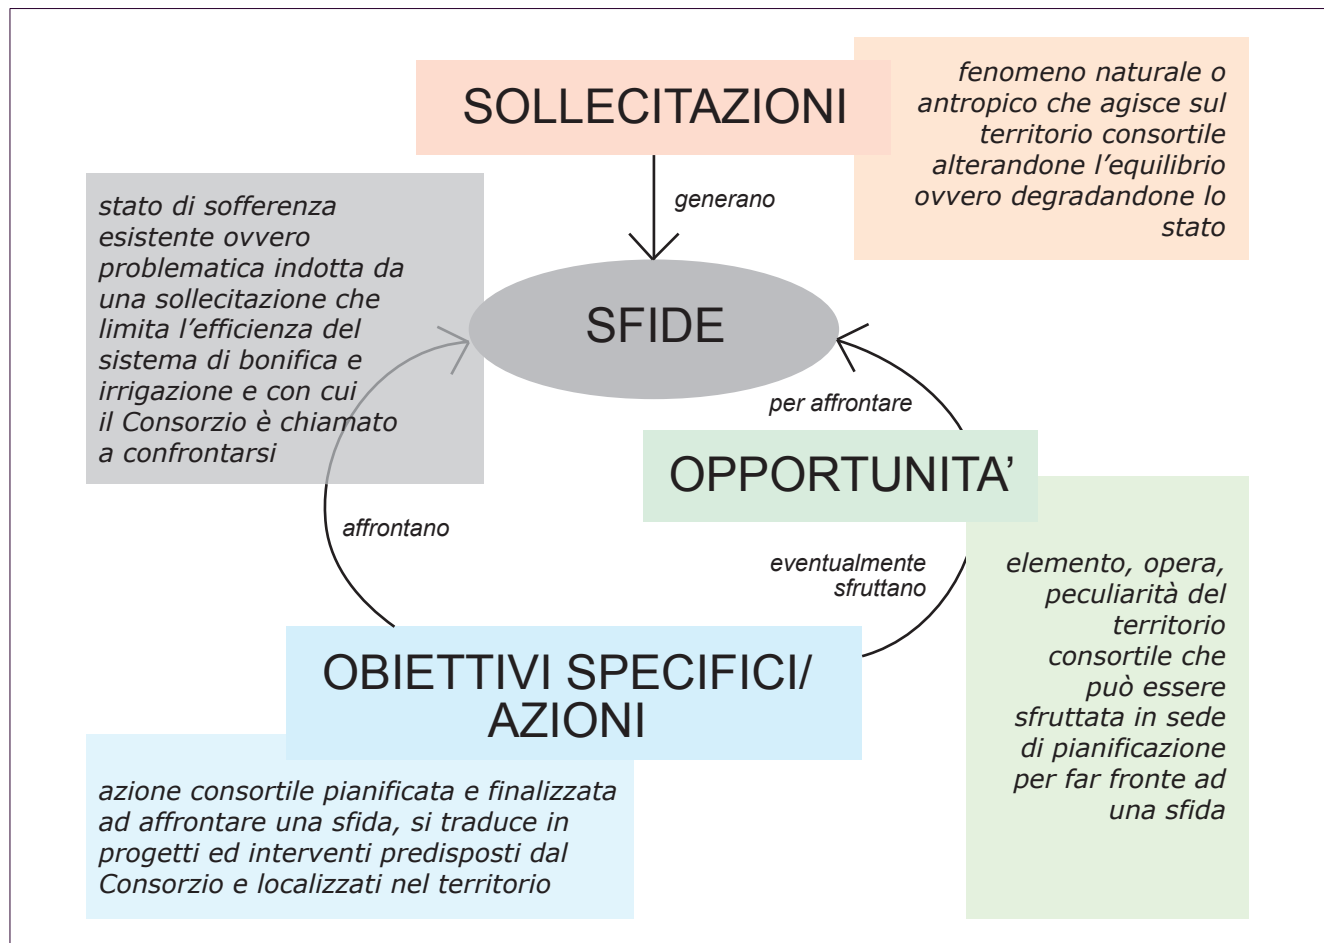 SOLLECITAZIONI
fenomeno naturale o
antropico che agisce sul
territorio consortile
alterandone l'equilibrio
ovvero degradandone lo
stato
generano
stato di sofferenza
esistente ovvero
problematica indotta da
una sollecitazione che
limita l'efficienza del
sistema di bonifica e
irrigazione e con cui
il Consorzio è chiamato
a confrontarsi
SFIDE
per affrontare
OPPORTUNITA’
affrontano
eventualmente
sfruttano
elemento, opera,
peculiarità del
territorio
consortile che
può essere
sfruttata in sede
di pianificazione
per far fronte ad
una sfida
OBIETTIVI SPECIFICI/
AZIONI
azione consortile pianificata e finalizzata
ad affrontare una sfida, si traduce in
progetti ed interventi predisposti dal
Consorzio e localizzati nel territorio